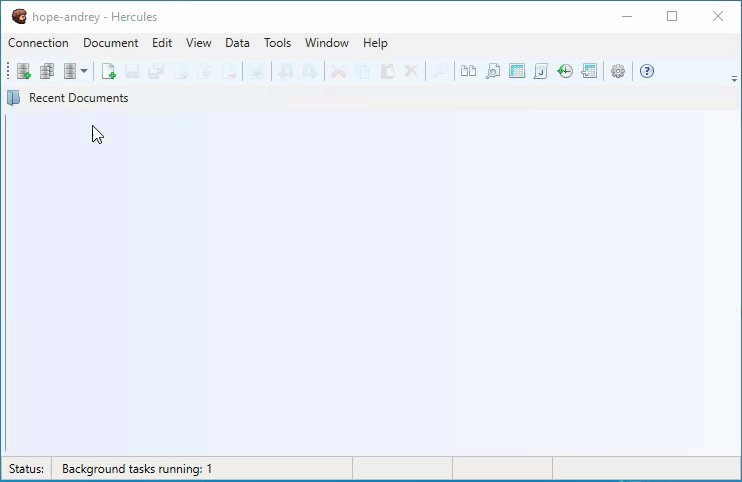 hope-andrey - Hercules
Connection Document Edit View Data Tools Window Help
Recent Documents
Status: Background tasks running: 1